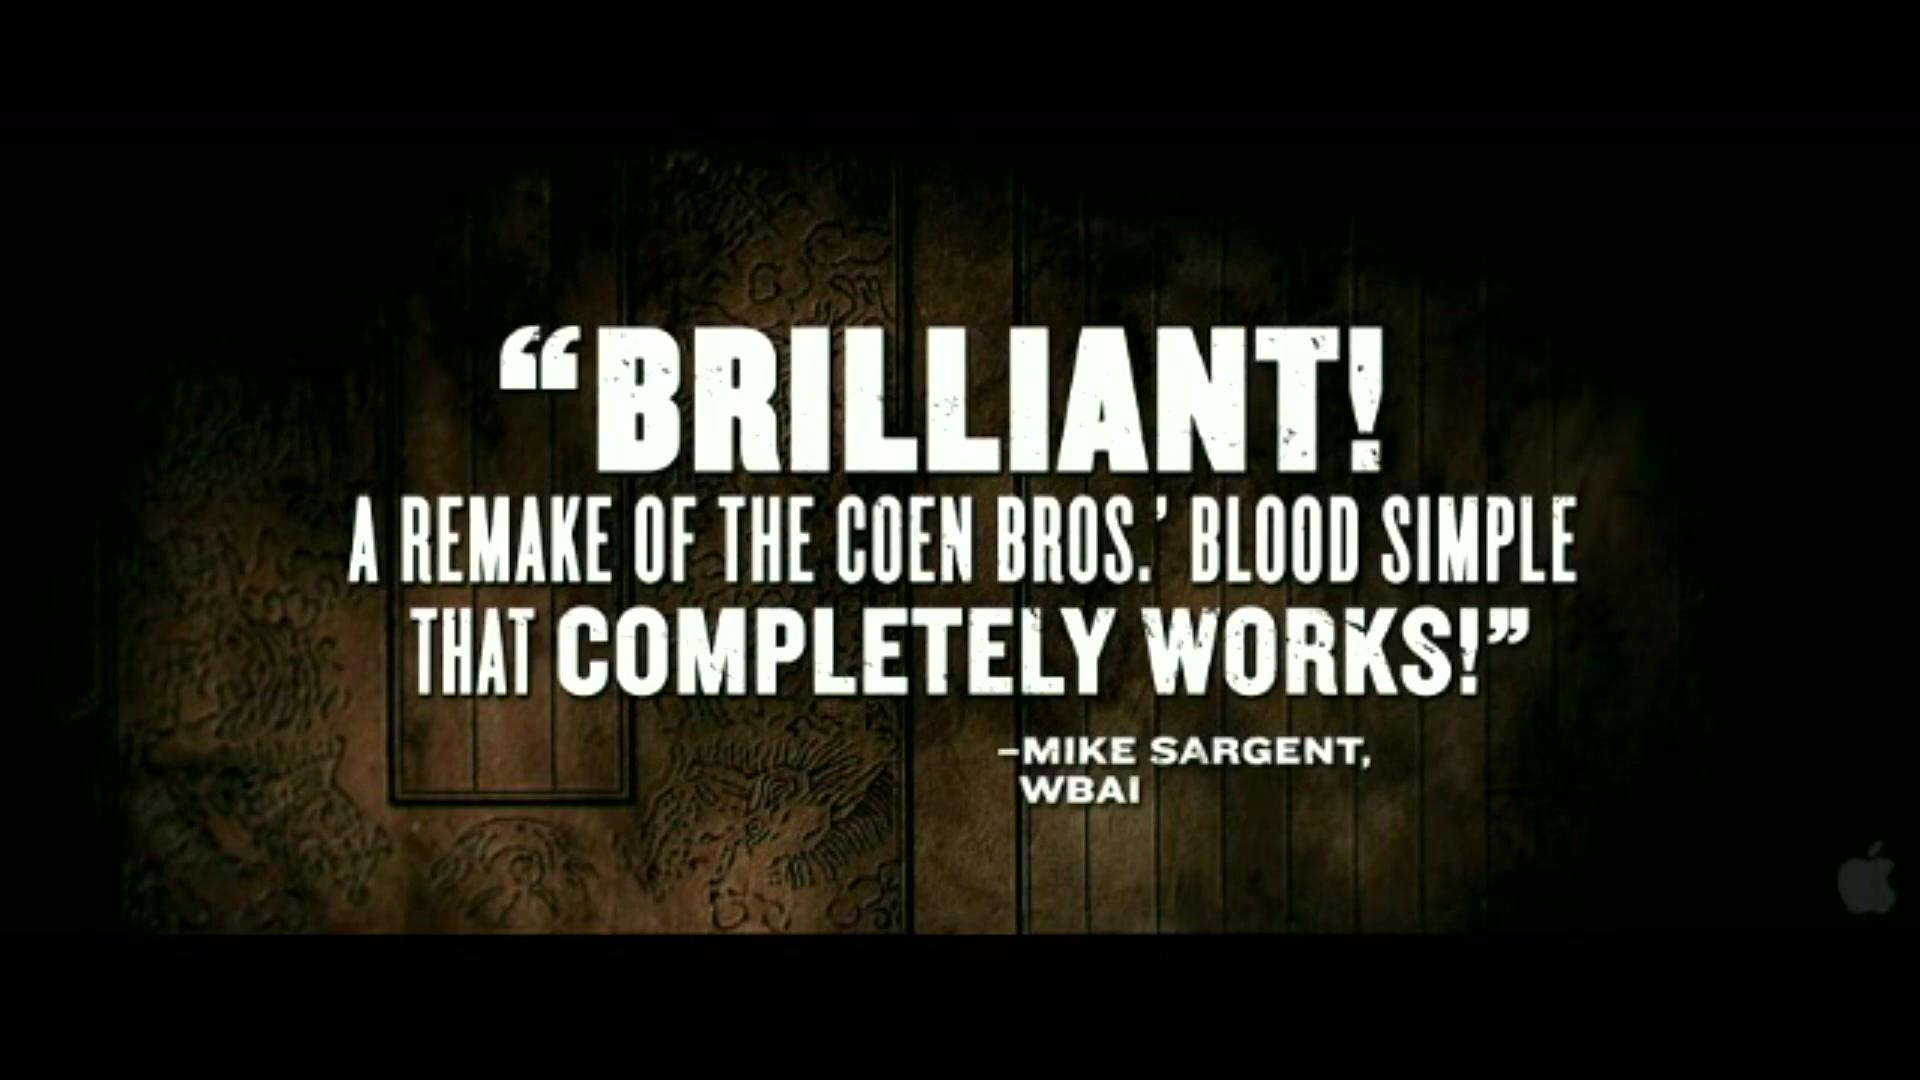 “BRILLIANT!
A REMAKE OF THE COEN BROS.’ BLOOD SIMPLE
THAT COMPLETELY WORKS!”
–MIKE SARGENT,
WBAI